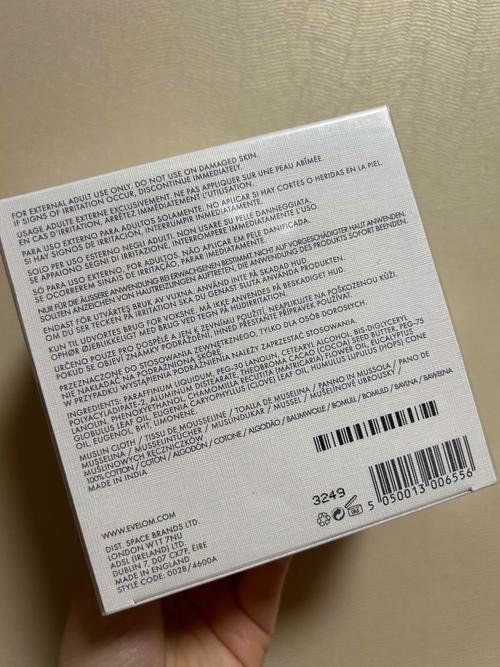 FOR EXTERNAL ADULT USE ONLY. DO NOT USE ON DAMAGED SKIN.
IF SIGNS OF IRRITATION OCCUR, DISCONTINUE IMMEDIATELY.
USAGE ADULTE EXTERNE EXCLUSIVEMENT. NE PAS APPLIQUER SUR UNE PEAU ABÎMÉE.
EN CAS D'IRRITATION, ARRÊTEZ IMMÉDIATEMENT L'UTILISATION.
PARA USO EXTERNO PARA ADULTOS SOLAMENTE. NO APLICAR SI HAY CORTES O HERIDAS EN LA PIEL.
SI HAY SIGNOS DE IRRITACIÓN, INTERRUMPIR INMEDIATAMENTE.
SOLO PER USO ESTERNO NEGLI ADULTI. NON USARE SU PELLE DANNEGGIATA.
SE APPAIONO SEGNI DI IRRITAZIONE, INTERROMPERE IMMEDIATAMENTE L'USO.
SÓ PARA USO EXTERNO, POR ADULTOS. NÃO APLICAR EM PELE DANIFICADA.
SE OCORREREM SINAIS DE IRRITAÇÃO, PARAR IMEDIATAMENTE.
NUR FÜR DIE ÄUSSERE ANWENDUNG BEI ERWACHSENEN BESTIMMT. NICHT AUF VORGESCHÄDIGTER HAUT ANWENDEN.
SOLLTEN ANZEICHEN VON HAUTREIZUNGEN AUFTRETEN, DIE ANWENDUNG DES PRODUKTS SOFORT BEENDEN.
ENDAST FÖR UTVÄRTES BRUK AV VUXNA. ANVÄND INTE PÅ SKADAD HUD.
OM DU SER TECKEN PÅ IRRITATION SKA DU GENAST SLUTA ANVÄNDA PRODUKTEN.
KUN TIL UDVORTES BRUG FOR VOKSNE. MÅ IKKE ANVENDES PÅ BESKADIGET HUD.
OPHØR ØJEBLIKKELIGT MED BRUG VED TEGN PÅ HUDIRRITATION.
URČENO POUZE PRO DOSPĚLÉ A JEN K ZEVNÍMU POUŽITÍ. NEAPLIKUJTE NA POŠKOZENOU KŮŽI.
POKUD SE OBJEVÍ ZNÁMKY PODRÁŽDĚNÍ, IHNED PŘESTAŇTE PŘÍPRAVEK POUŽÍVAT.
PRZEZNACZONE DO STOSOWANIA ZEWNĘTRZNEGO, TYLKO DLA OSÓB DOROSŁYCH.
NIE NAKŁADAĆ NA PODRAŻNIONĄ SKÓRĘ.
W PRZYPADKU WYSTĄPIENIA PODRAŻNIENIA NALEŻY ZAPRZESTAĆ STOSOWANIA.
INGREDIENTS: PARAFFINUM LIQUIDUM, PEG-30 LANOLIN, CETEARYL ALCOHOL, BIS-DIGLYCERYL
POLYACYLADIPATE-2, ALUMINUM DISTEARATE, THEOBROMA CACAO (COCOA) SEED BUTTER, PEG-75
LANOLIN, PHENOXYETHANOL, CHAMOMILLA RECUTITA (MATRICARIA) FLOWER OIL, EUCALYPTUS
GLOBULUS LEAF OIL, EUGENIA CARYOPHYLLUS (CLOVE) LEAF OIL, HUMULUS LUPULUS (HOPS) CONE
OIL, EUGENOL, BHT, LIMONENE.
MUSLIN CLOTH / TISSU DE MOUSSELINE / TOALLA DE MUSELINA / PANNO IN MUSSOLA / PANO DE
MUSSELINA / MUSSELINTÜCHER / MUSLINDUKAR / MUSSEL / MUŠELÍNOVÉ UBROUSKY /
MUŚLINOWYCH RĘCZNICZKÓW
100% COTTON / COTON / ALGODÓN / COTONE / ALGODÃO / BAUMWOLLE / BOMULL / BOMULD / BAVLNA / BAWEŁNA
MADE IN INDIA
WWW.EVELOM.COM
DIST. SPACE BRANDS LTD.
LONDON W1T 7NU
ADSL (IRELAND) LTD.
DUBLIN 7, D07 CX7P, ÉIRE
MADE IN ENGLAND
STYLE CODE: 0028/4600A
3249
5 050013 006556